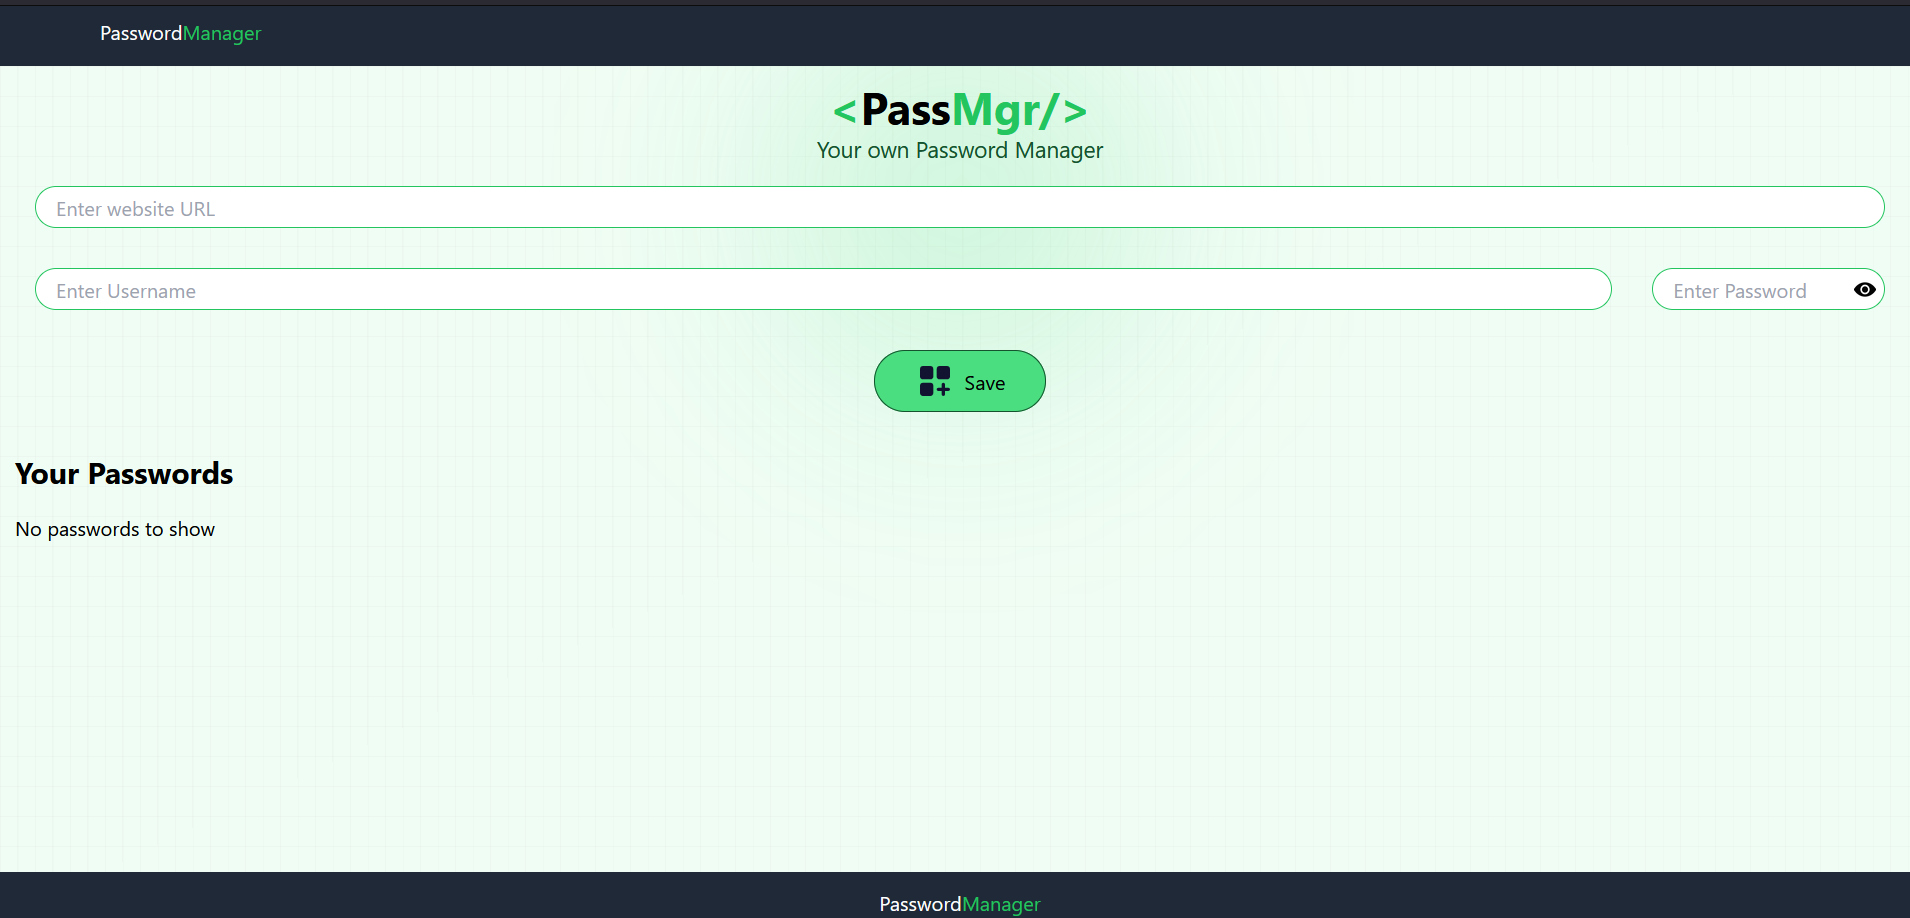 PasswordManager
<PassMgr/>
Your own Password Manager
Enter website URL
Enter Username
Enter Password
Save
Your Passwords
No passwords to show
PasswordManager